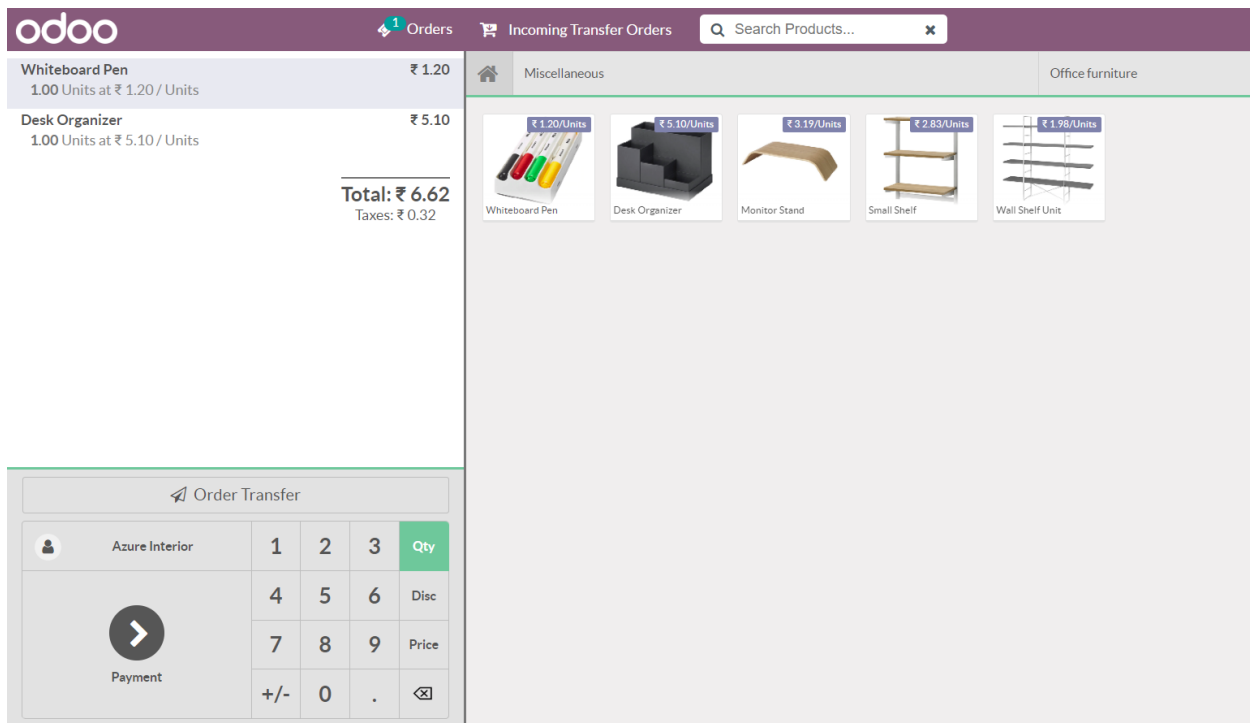 odoo
1 Orders
Incoming Transfer Orders
Search Products...
Whiteboard Pen ₹ 1.20
1.00 Units at ₹ 1.20 / Units
Desk Organizer ₹ 5.10
1.00 Units at ₹ 5.10 / Units
Total: ₹ 6.62
Taxes: ₹ 0.32
Miscellaneous
Office furniture
₹ 1.20/Units
Whiteboard Pen
₹ 5.10/Units
Desk Organizer
₹ 3.19/Units
Monitor Stand
₹ 2.83/Units
Small Shelf
₹ 1.98/Units
Wall Shelf Unit
Order Transfer
Azure Interior
1 2 3 Qty
4 5 6 Disc
7 8 9 Price
+/- 0 .
Payment